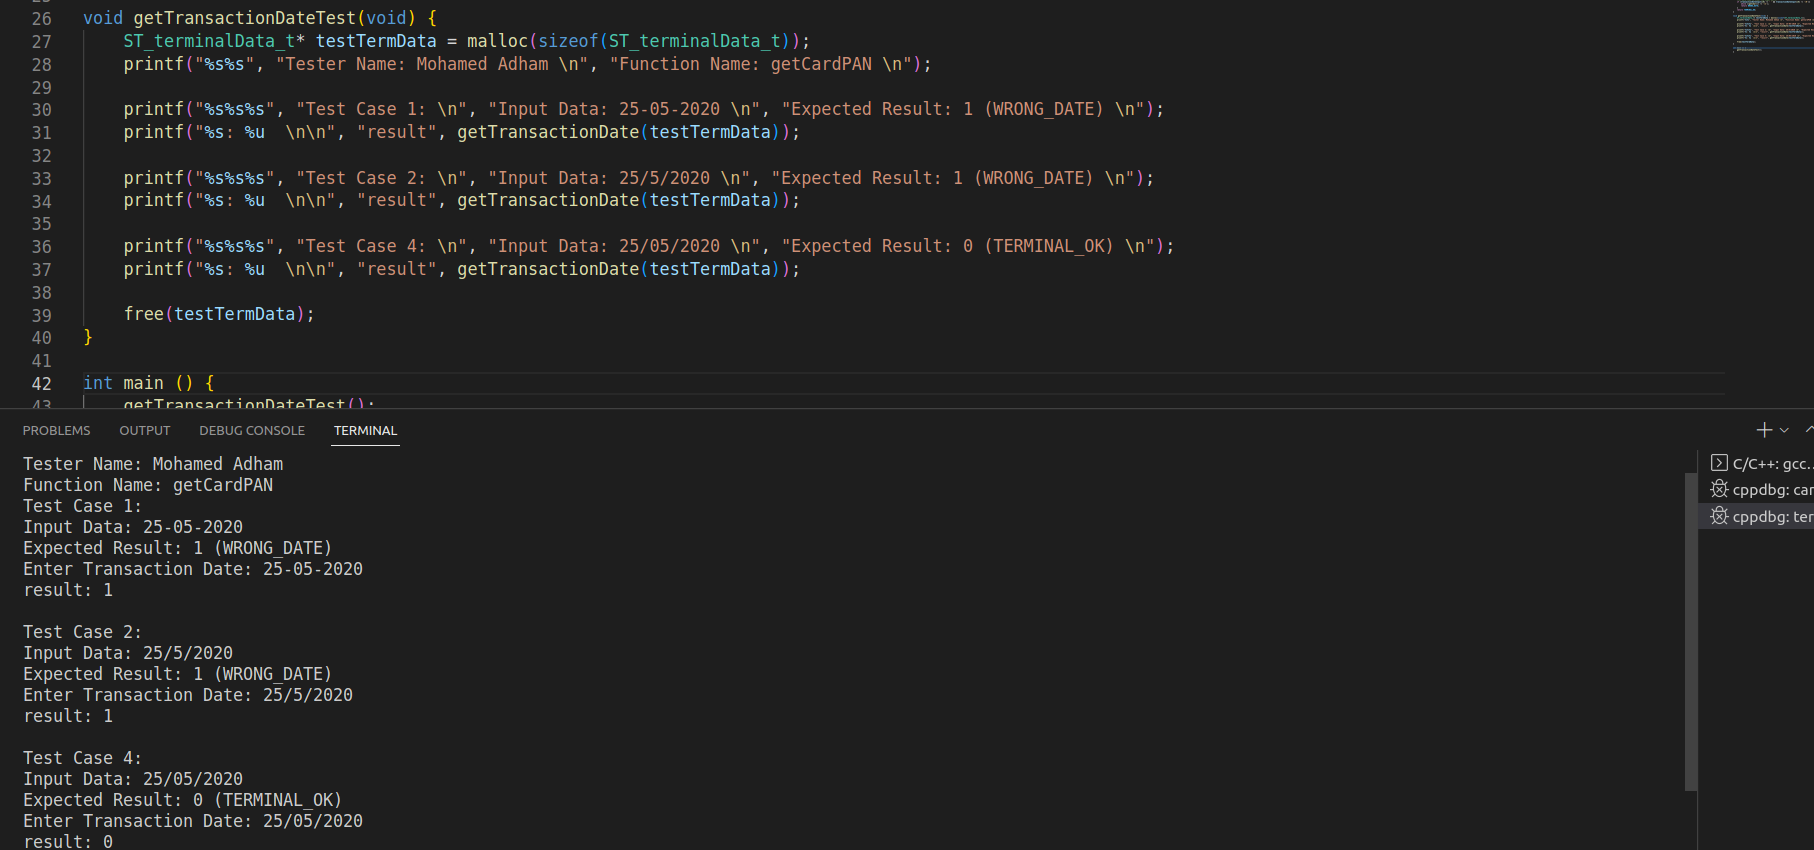 26 void getTransactionDateTest(void) {
27 ST_terminalData_t* testTermData = malloc(sizeof(ST_terminalData_t));
28 printf("%s%s", "Tester Name: Mohamed Adham \n", "Function Name: getCardPAN \n");
29
30 printf("%s%s%s", "Test Case 1: \n", "Input Data: 25-05-2020 \n", "Expected Result: 1 (WRONG_DATE) \n");
31 printf("%s: %u  \n\n", "result", getTransactionDate(testTermData));
32
33 printf("%s%s%s", "Test Case 2: \n", "Input Data: 25/5/2020 \n", "Expected Result: 1 (WRONG_DATE) \n");
34 printf("%s: %u  \n\n", "result", getTransactionDate(testTermData));
35
36 printf("%s%s%s", "Test Case 4: \n", "Input Data: 25/05/2020 \n", "Expected Result: 0 (TERMINAL_OK) \n");
37 printf("%s: %u  \n\n", "result", getTransactionDate(testTermData));
38
39 free(testTermData);
40 }
41
42 int main () {
43 getTransactionDateTest();
PROBLEMS OUTPUT DEBUG CONSOLE TERMINAL
Tester Name: Mohamed Adham
Function Name: getCardPAN
Test Case 1:
Input Data: 25-05-2020
Expected Result: 1 (WRONG_DATE)
Enter Transaction Date: 25-05-2020
result: 1
Test Case 2:
Input Data: 25/5/2020
Expected Result: 1 (WRONG_DATE)
Enter Transaction Date: 25/5/2020
result: 1
Test Case 4:
Input Data: 25/05/2020
Expected Result: 0 (TERMINAL_OK)
Enter Transaction Date: 25/05/2020
result: 0
C/C++: gcc...
cppdbg: car
cppdbg: ter